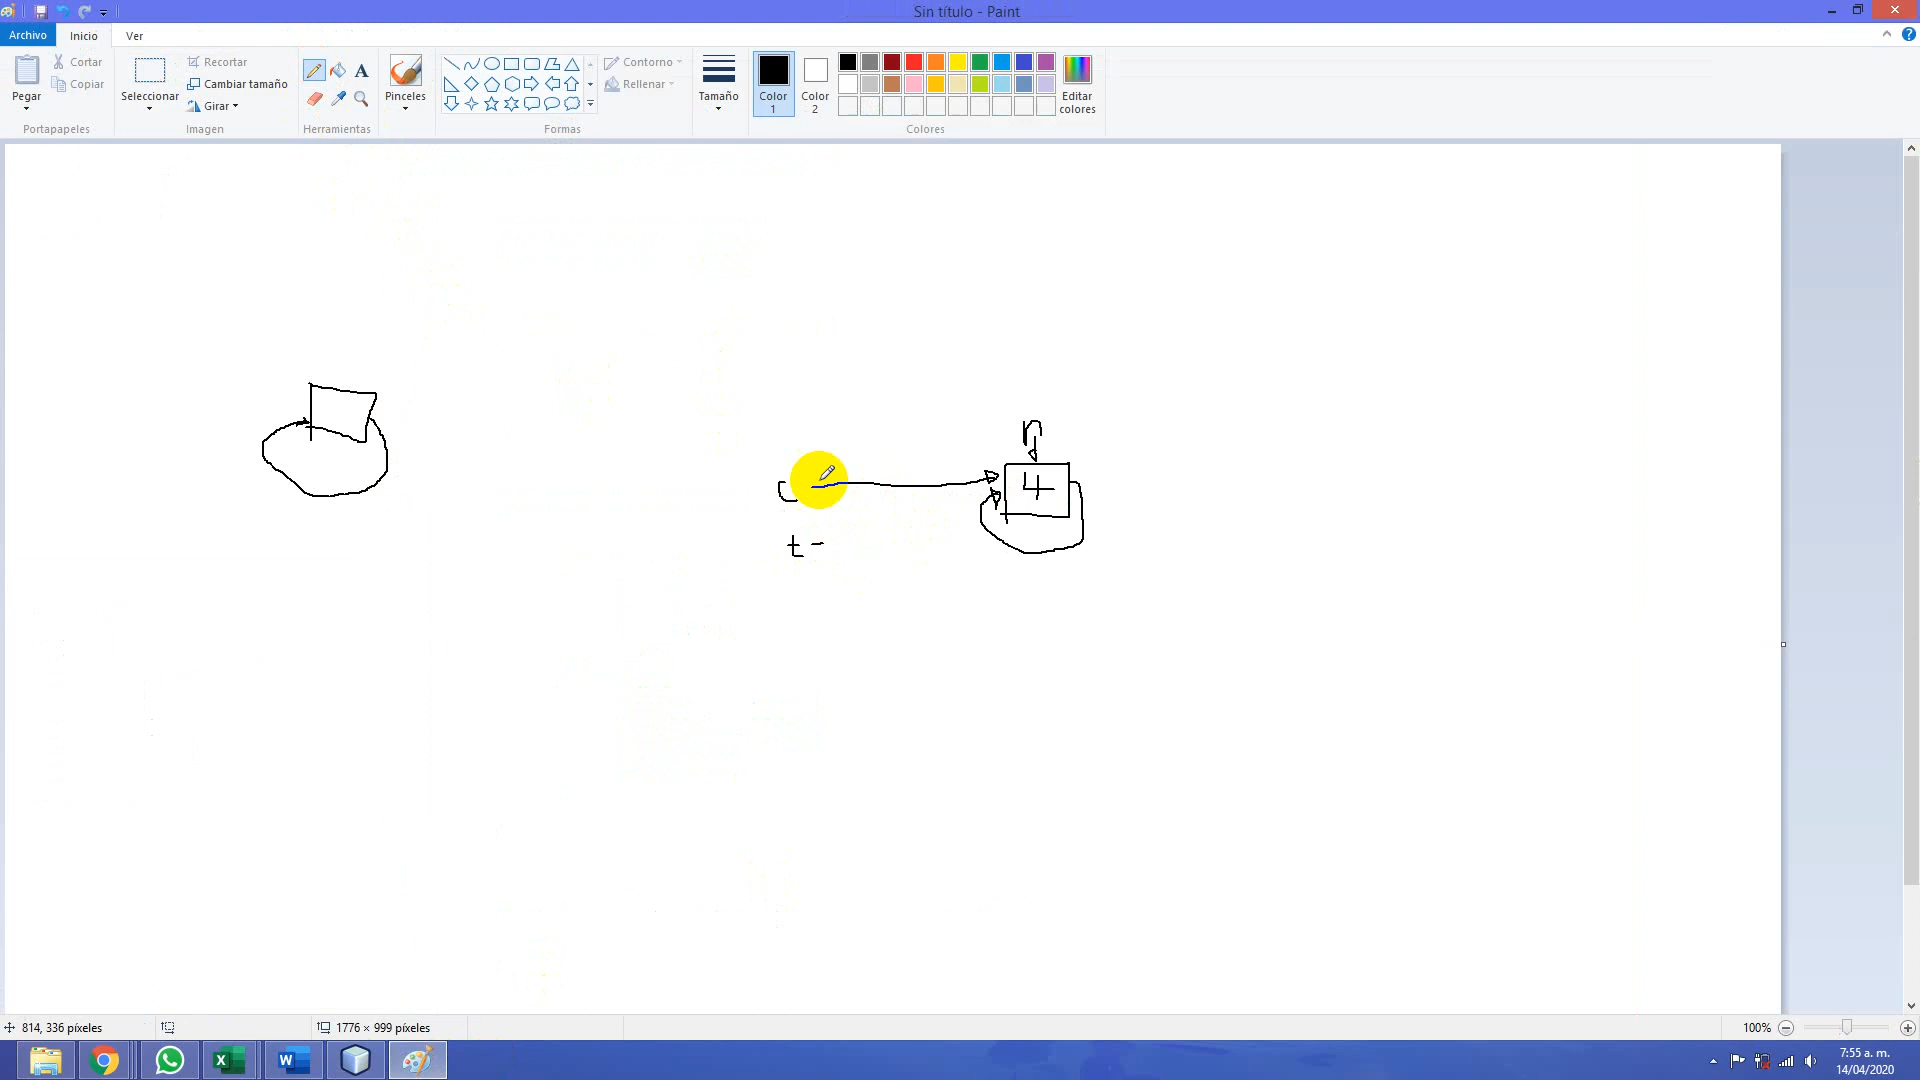 Sin título - Paint
Archivo Inicio Ver
Pegar
Cortar
Copiar
Portapapeles
Seleccionar
Recortar
Cambiar tamaño
Girar
Imagen
Herramientas
Pinceles
Contorno
Rellenar
Formas
Tamaño
Color 1
Color 2
Editar colores
Colores
n
4
t -
814, 336 píxeles
1776 × 999 píxeles
100%
7:55 a. m.
14/04/2020